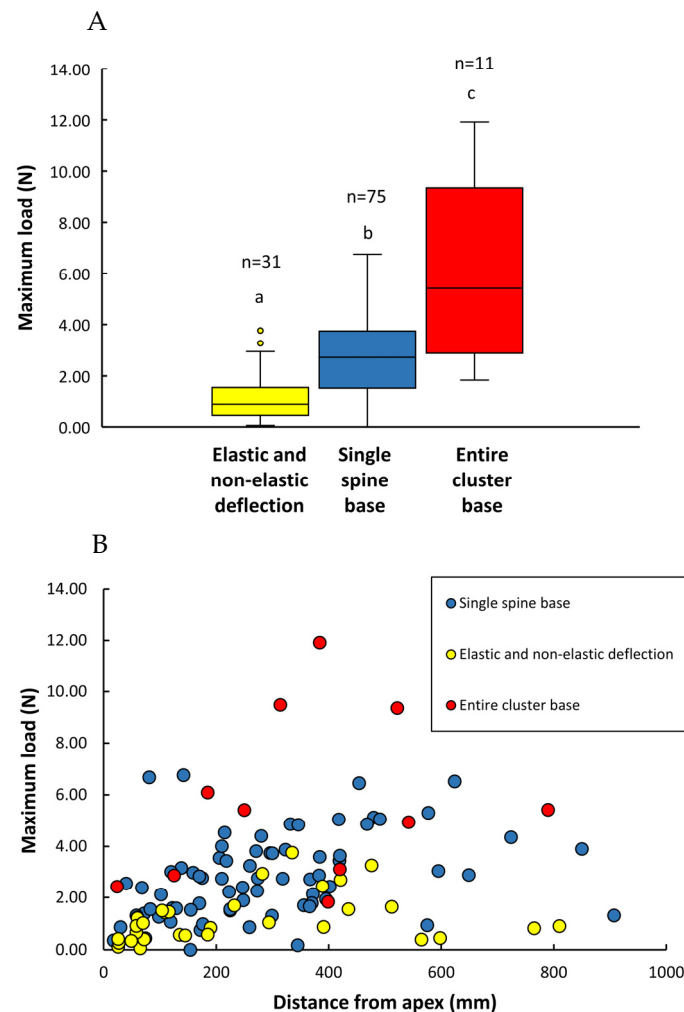 A
14.00
12.00
10.00
8.00
6.00
4.00
2.00
0.00
Maximum load (N)
n=31
a
n=75
b
n=11
c
Elastic and
non-elastic
deflection
Single
spine
base
Entire
cluster
base
B
14.00
12.00
10.00
8.00
6.00
4.00
2.00
0.00
Maximum load (N)
Single spine base
Elastic and non-elastic deflection
Entire cluster base
0 200 400 600 800 1000
Distance from apex (mm)